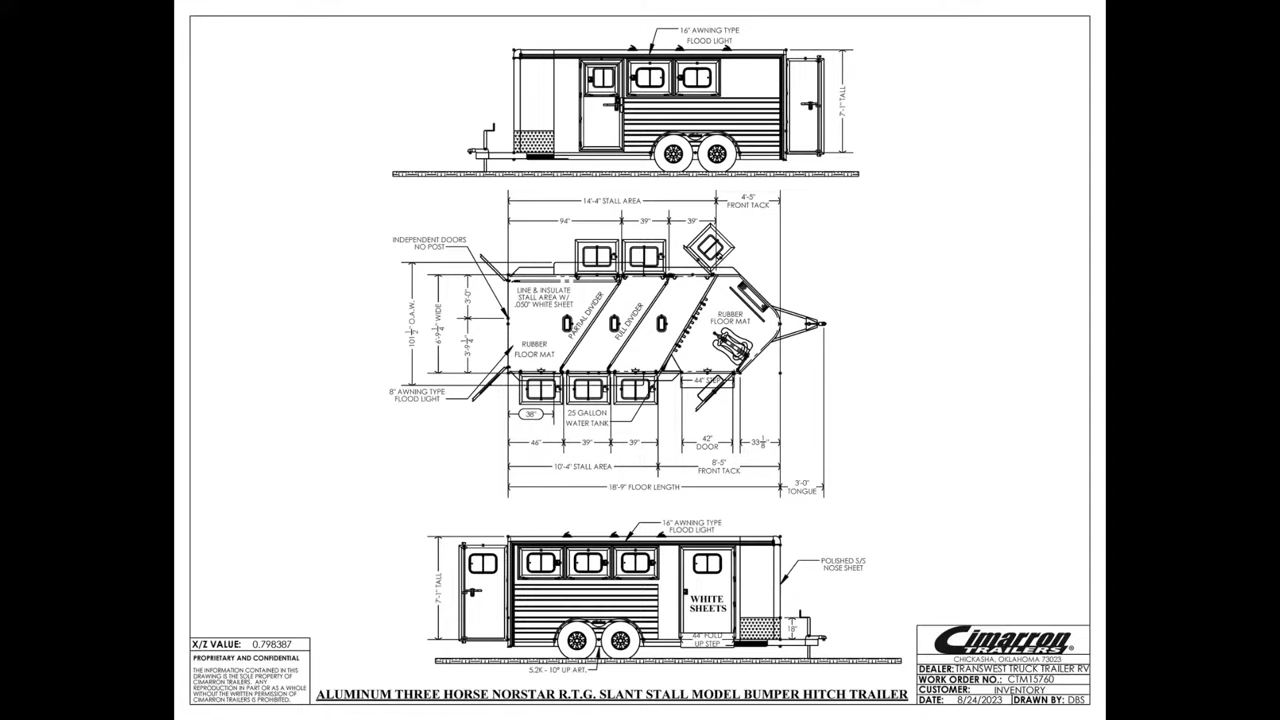 16" AWNING TYPE
FLOOD LIGHT
7'-1" TALL
14'-4" STALL AREA
4'-5"
FRONT TACK
94"
39"
39"
INDEPENDENT DOORS
NO POST
LINE & INSULATE
STALL AREA W/
.050" WHITE SHEET
PARTIAL DIVIDER
FULL DIVIDER
RUBBER
FLOOR MAT
101 1/2" O.A.W.
6'-9 1/4" WIDE
3'-0"
3'-9 1/4"
RUBBER
FLOOR MAT
8" AWNING TYPE
FLOOD LIGHT
44" STEP
38"
25 GALLON
WATER TANK
46"
39"
39"
42"
DOOR
33 1/8"
10'-4" STALL AREA
8'-5"
FRONT TACK
18'-9" FLOOR LENGTH
3'-0"
TONGUE
16" AWNING TYPE
FLOOD LIGHT
7'-1" TALL
POLISHED S/S
NOSE SHEET
WHITE
SHEETS
18"
44" FOLD
UP STEP
5.2K - 10° UP ART.
X/Z VALUE: 0.798387
PROPRIETARY AND CONFIDENTIAL
THE INFORMATION CONTAINED IN THIS
DRAWING IS THE SOLE PROPERTY OF
CIMARRON TRAILERS. ANY
REPRODUCTION IN PART OR AS A WHOLE
WITHOUT THE WRITTEN PERMISSION OF
CIMARRON TRAILERS IS PROHIBITED.
ALUMINUM THREE HORSE NORSTAR R.T.G. SLANT STALL MODEL BUMPER HITCH TRAILER
Cimarron
TRAILERS®
CHICKASHA, OKLAHOMA 73023
DEALER: TRANSWEST TRUCK TRAILER RV
WORK ORDER NO.: CTM15760
CUSTOMER: INVENTORY
DATE: 8/24/2023 DRAWN BY: DBS